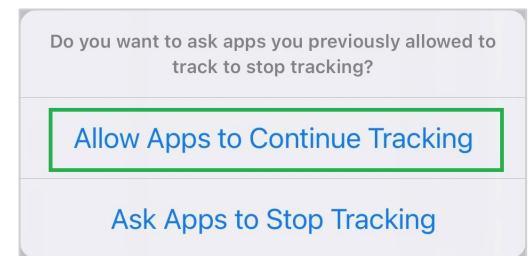 Do you want to ask apps you previously allowed to
track to stop tracking?
Allow Apps to Continue Tracking
Ask Apps to Stop Tracking